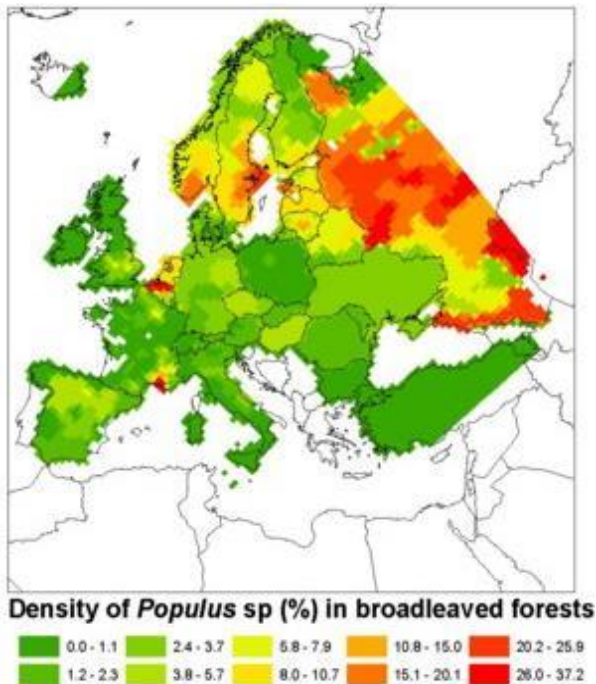 Density of Populus sp (%) in broadleaved forests
0.0 - 1.1 2.4 - 3.7 5.8 - 7.9 10.8 - 15.0 20.2 - 25.9
1.2 - 2.3 3.8 - 5.7 8.0 - 10.7 15.1 - 20.1 26.0 - 37.2